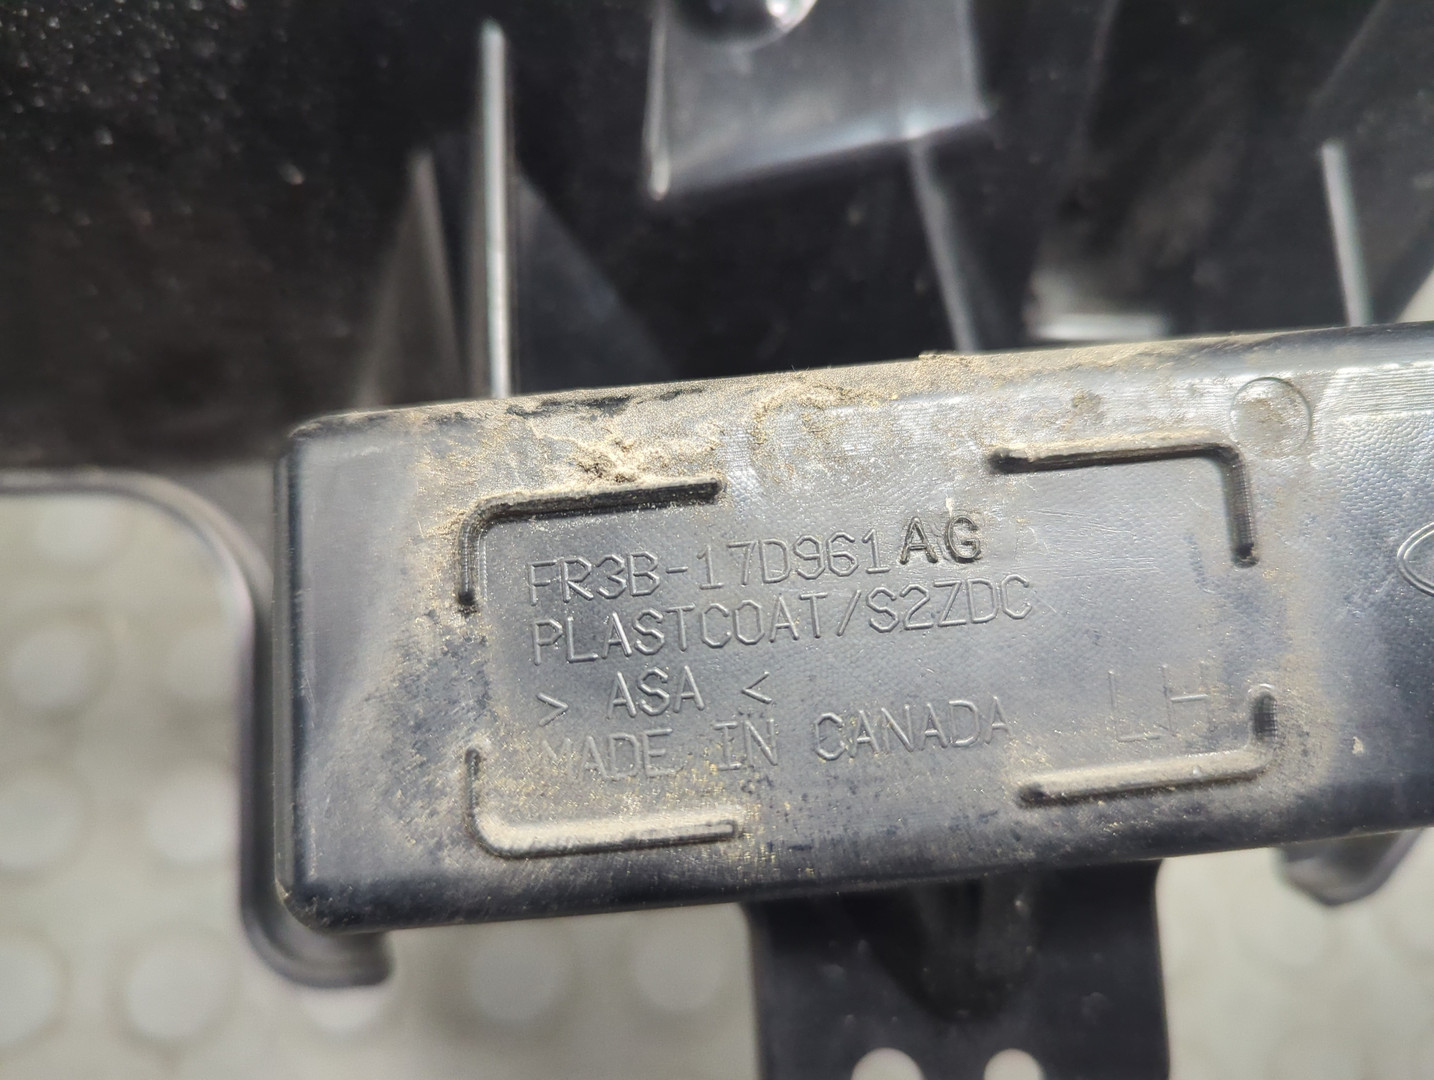 FR3B-17D961AG
PLASTCOAT/S2ZDC
> ASA <
MADE IN CANADA
LH